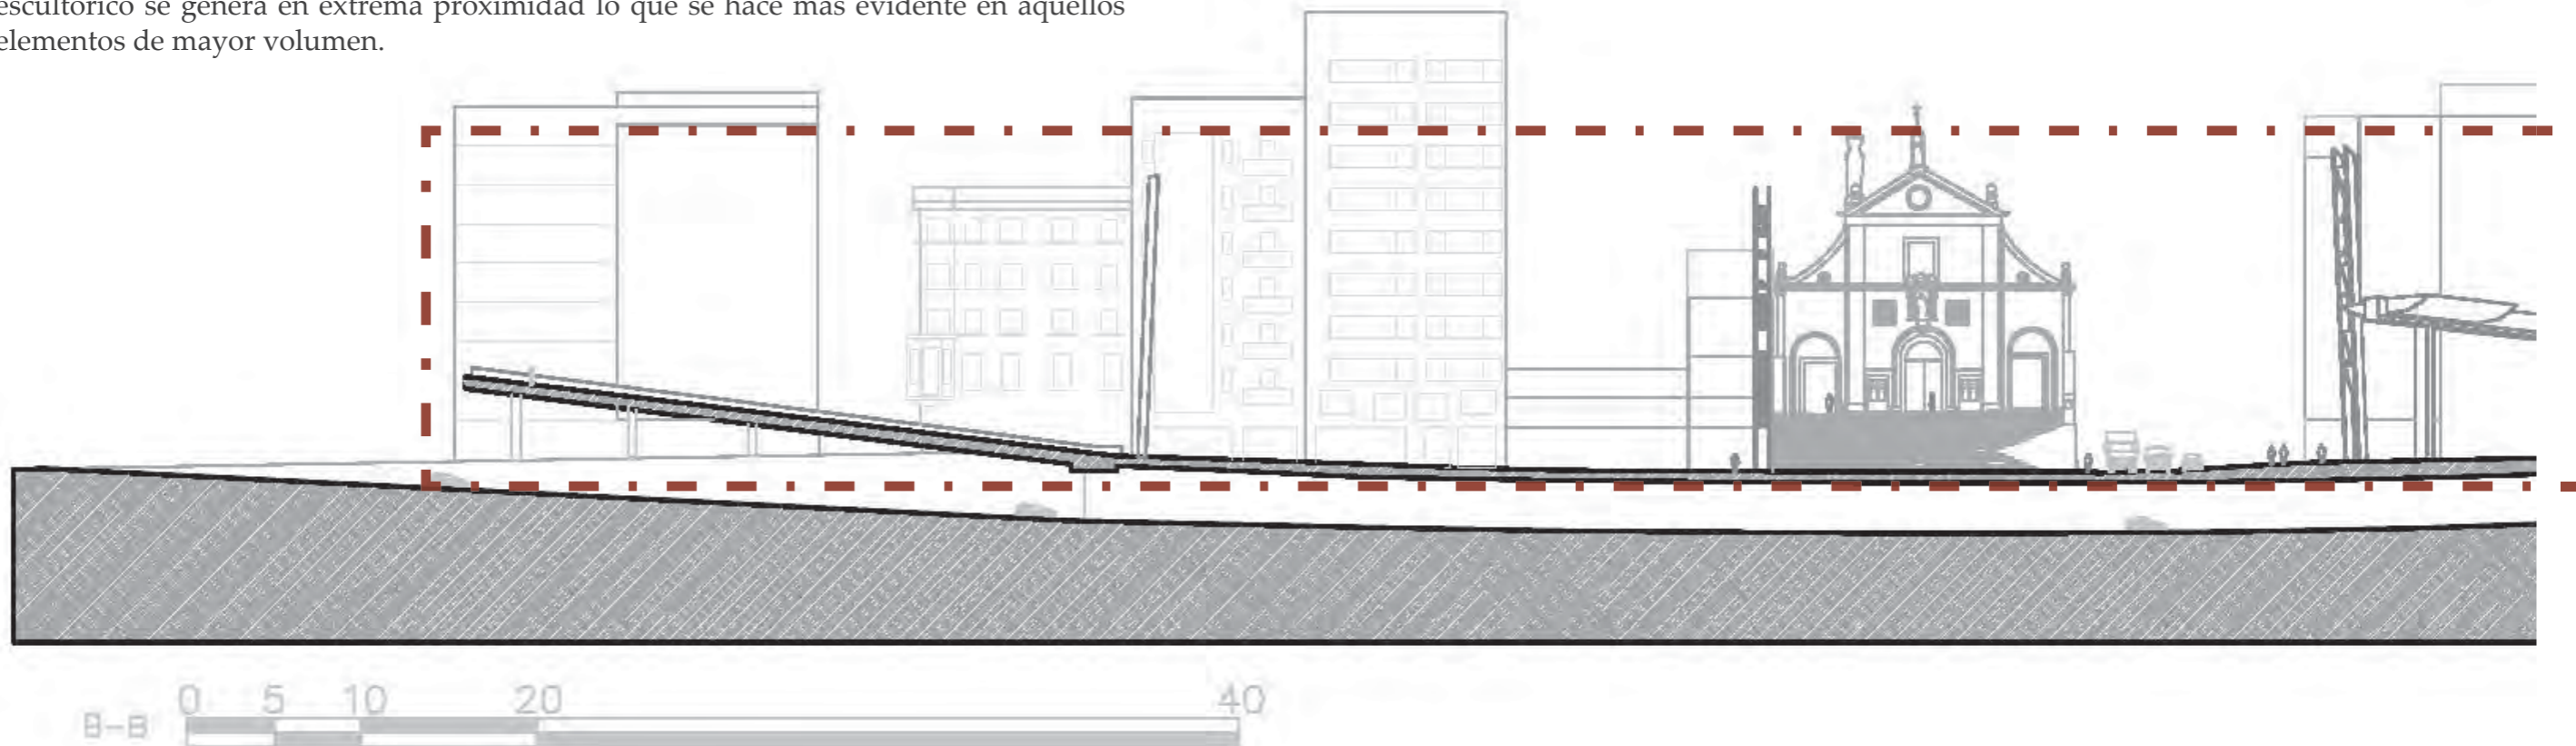 escultórico se genera en extrema proximidad lo que se hace más evidente en aquellos
elementos de mayor volumen.
0 5 10 20 40
B-B